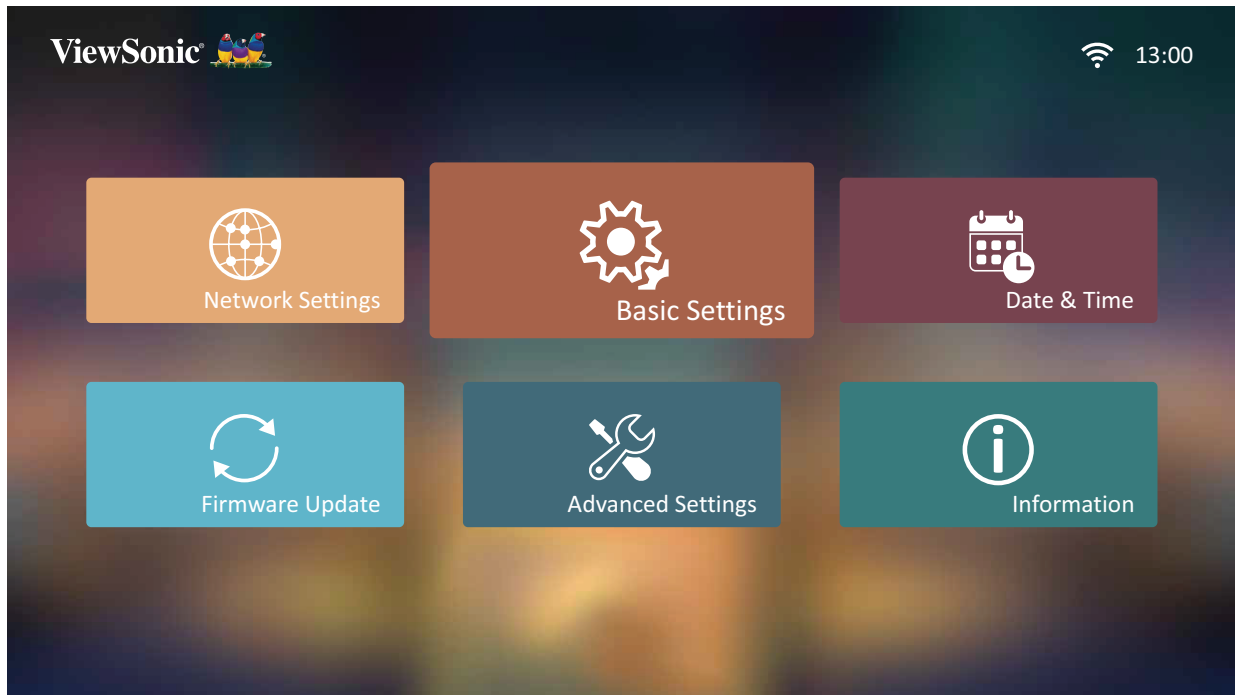 ViewSonic®
13:00
Network Settings
Basic Settings
Date & Time
Firmware Update
Advanced Settings
Information